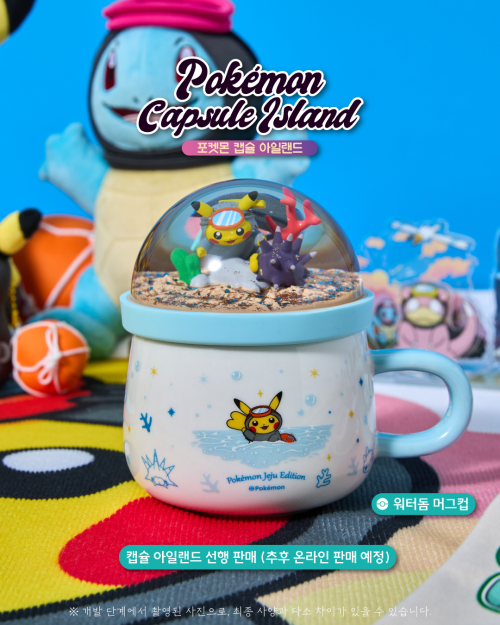 Pokémon
Capsule Island
포켓몬 캡슐 아일랜드
Pokémon Jeju Edition
©Pokémon
워터돔 머그컵
캡슐 아일랜드 선행 판매 (추후 온라인 판매 예정)
※ 개발 단계에서 촬영된 사진으로, 최종 사양과 다소 차이가 있을 수 있습니다.